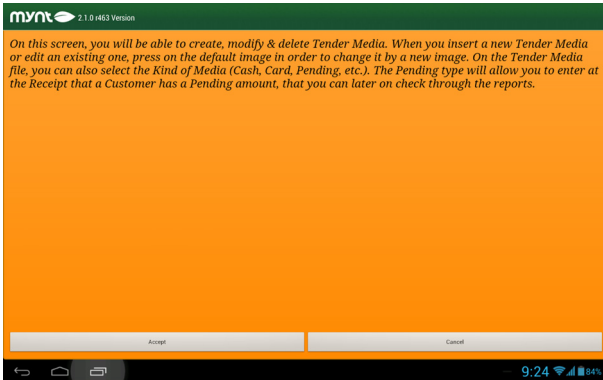 mynt 2.1.0 r463 Version
On this screen, you will be able to create, modify & delete Tender Media. When you insert a new Tender Media
or edit an existing one, press on the default image in order to change it by a new image. On the Tender Media
file, you can also select the Kind of Media (Cash, Card, Pending, etc.). The Pending type will allow you to enter at
the Receipt that a Customer has a Pending amount, that you can later on check through the reports.
Accept Cancel
9:24 84%